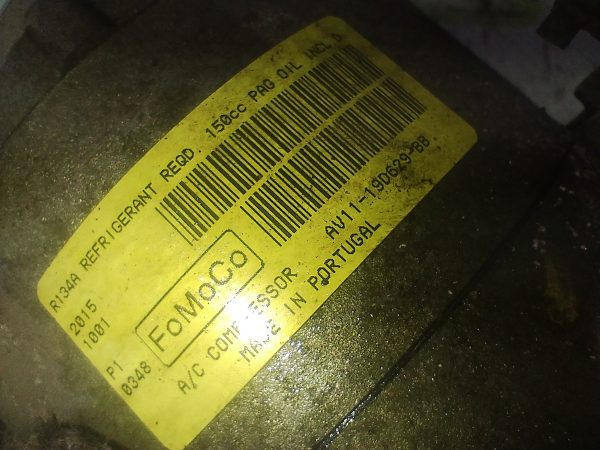 R134A REFRIGERANT REQD. 150cc PAG OIL INCL D
2015
1001
P1
0348
FoMoCo
A/C COMPRESSOR AV11-19D629-BB
MADE IN PORTUGAL